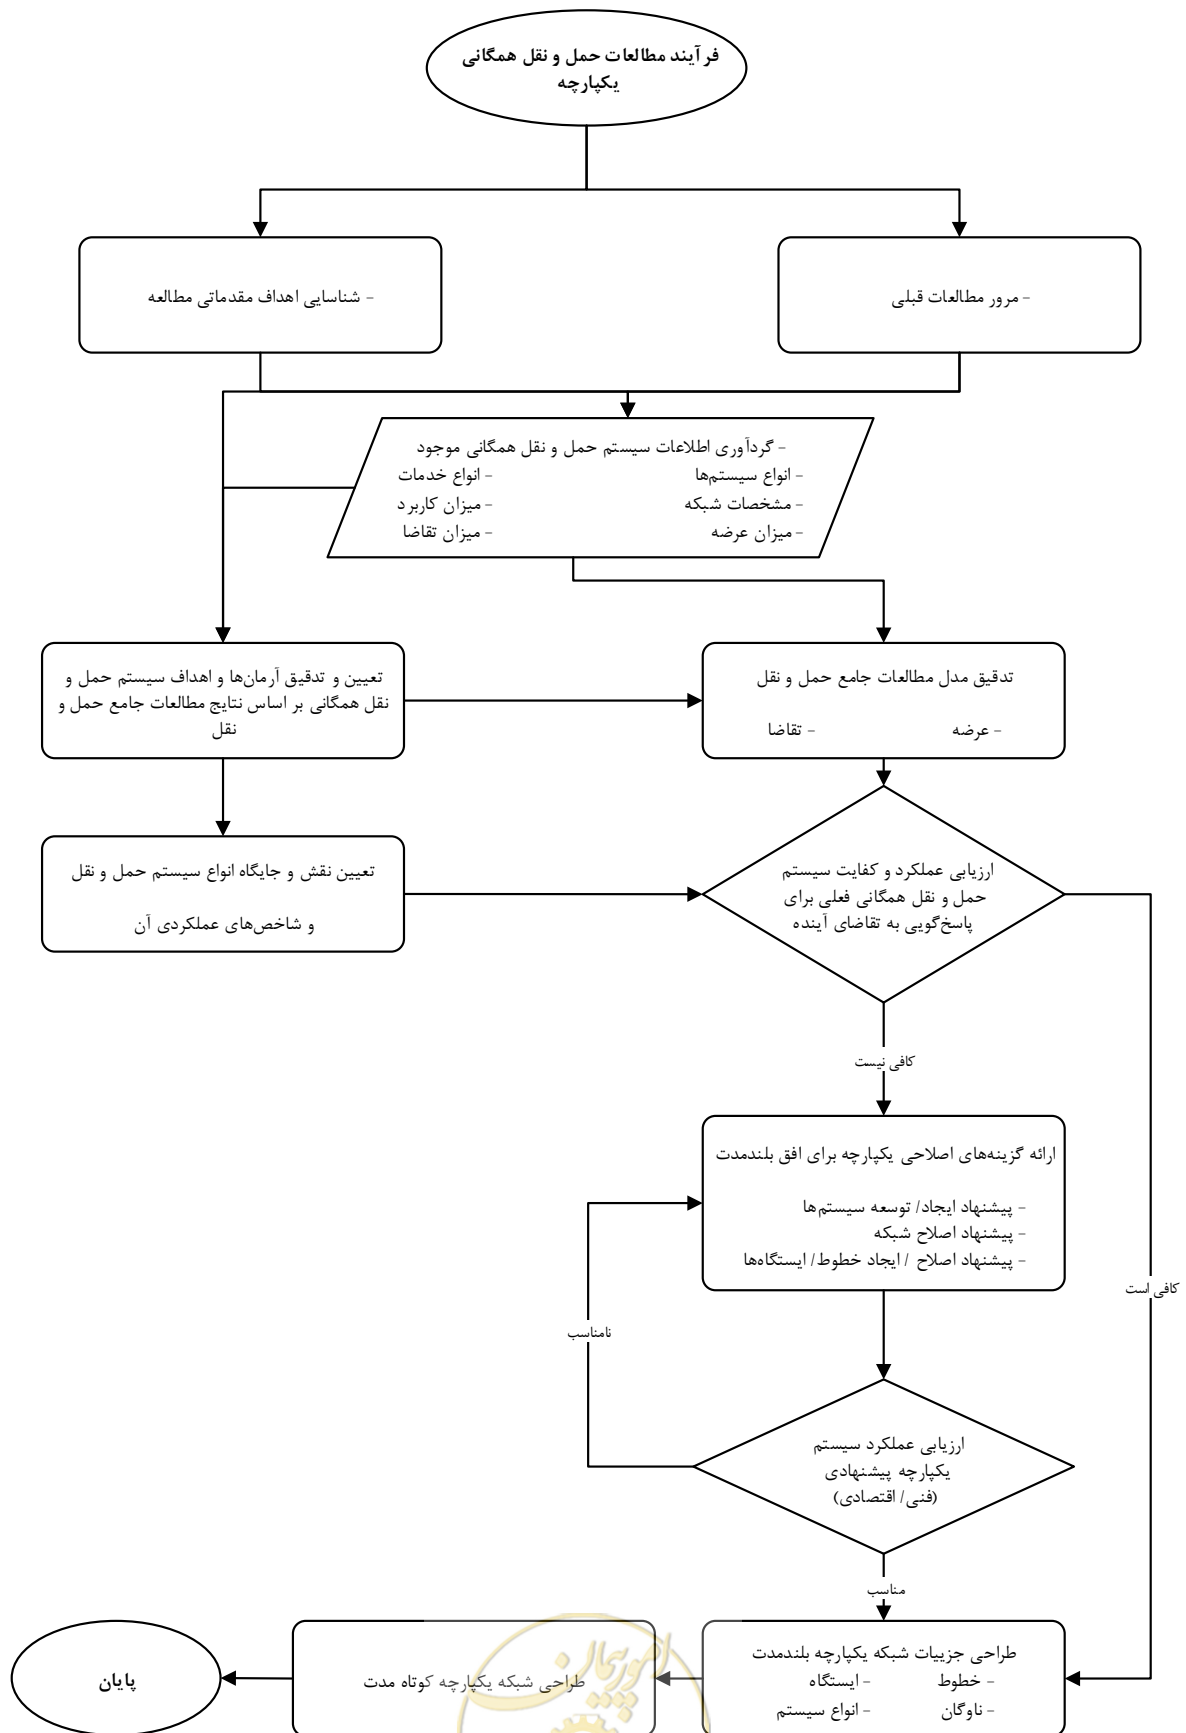 فرآیند مطالعات حمل و نقل همگانی
یکپارچه
- مرور مطالعات قبلی
- شناسایی اهداف مقدماتی مطالعه
- گردآوری اطلاعات سیستم حمل و نقل همگانی موجود
- انواع سیستم‌ها - انواع خدمات
- مشخصات شبکه - میزان کاربرد
- میزان عرضه - میزان تقاضا
تدقیق مدل مطالعات جامع حمل و نقل
- عرضه - تقاضا
تعیین و تدقیق آرمان‌ها و اهداف سیستم حمل و
نقل همگانی بر اساس نتایج مطالعات جامع حمل و
نقل
ارزیابی عملکرد و کفایت سیستم
حمل و نقل همگانی فعلی برای
پاسخ‌گویی به تقاضای آینده
تعیین نقش و جایگاه انواع سیستم حمل و نقل
و شاخص‌های عملکردی آن
کافی نیست
ارائه گزینه‌های اصلاحی یکپارچه برای افق بلندمدت
- پیشنهاد ایجاد/ توسعه سیستم‌ها
- پیشنهاد اصلاح شبکه
- پیشنهاد اصلاح / ایجاد خطوط/ ایستگاه‌ها
کافی است
نامناسب
ارزیابی عملکرد سیستم
یکپارچه پیشنهادی
(فنی/ اقتصادی)
مناسب
طراحی جزییات شبکه یکپارچه بلندمدت
- خطوط - ایستگاه
- ناوگان - انواع سیستم
طراحی شبکه یکپارچه کوتاه مدت
پایان
امور پیمان